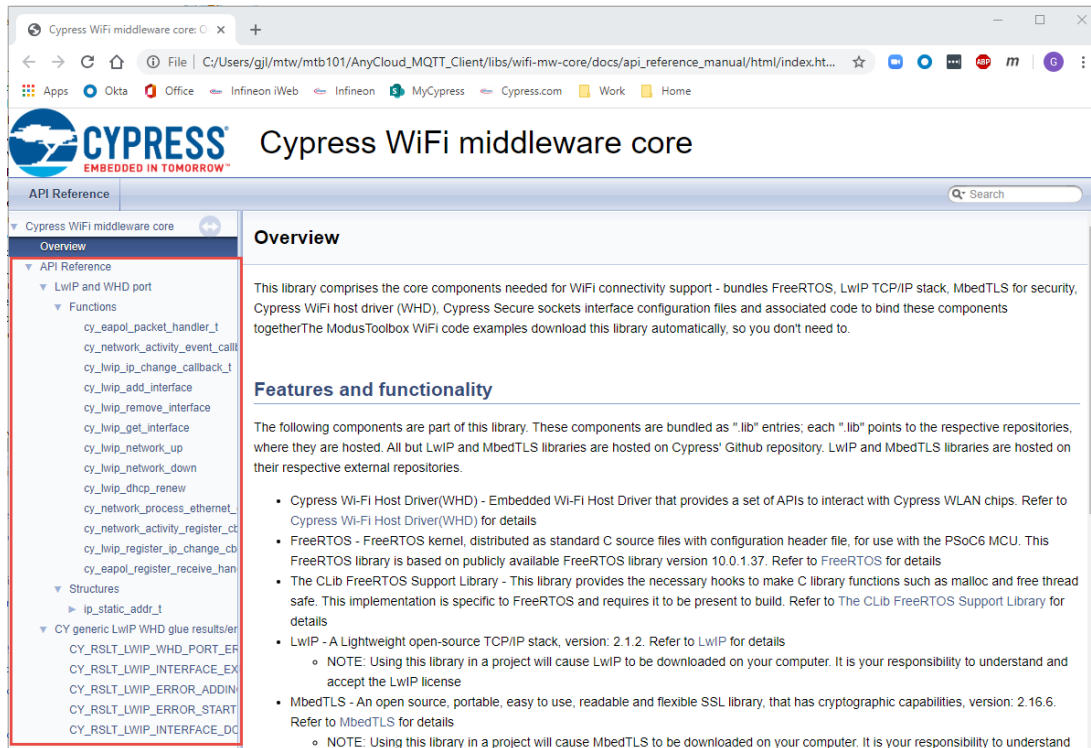 Cypress WiFi middleware core: O
File
C:/Users/gjl/mtw/mtb101/AnyCloud_MQTT_Client/libs/wifi-mw-core/docs/api_reference_manual/html/index.ht...
ABP
m
G
Apps
Okta
Office
Infineon iWeb
Infineon
MyCypress
Cypress.com
Work
Home
CYPRESS
EMBEDDED IN TOMORROW™
Cypress WiFi middleware core
API Reference
Search
Cypress WiFi middleware core
Overview
API Reference
LwIP and WHD port
Functions
cy_eapol_packet_handler_t
cy_network_activity_event_callb
cy_lwip_ip_change_callback_t
cy_lwip_add_interface
cy_lwip_remove_interface
cy_lwip_get_interface
cy_lwip_network_up
cy_lwip_network_down
cy_lwip_dhcp_renew
cy_network_process_ethernet_
cy_network_activity_register_cb
cy_lwip_register_ip_change_cb
cy_eapol_register_receive_han
Structures
ip_static_addr_t
CY generic LwIP WHD glue results/er
CY_RSLT_LWIP_WHD_PORT_ER
CY_RSLT_LWIP_INTERFACE_EX
CY_RSLT_LWIP_ERROR_ADDIN
CY_RSLT_LWIP_ERROR_START
CY_RSLT_LWIP_INTERFACE_DO
Overview
This library comprises the core components needed for WiFi connectivity support - bundles FreeRTOS, LwIP TCP/IP stack, MbedTLS for security,
Cypress WiFi host driver (WHD), Cypress Secure sockets interface configuration files and associated code to bind these components
togetherThe ModusToolbox WiFi code examples download this library automatically, so you don't need to.
Features and functionality
The following components are part of this library. These components are bundled as ".lib" entries; each ".lib" points to the respective repositories,
where they are hosted. All but LwIP and MbedTLS libraries are hosted on Cypress' Github repository. LwIP and MbedTLS libraries are hosted on
their respective external repositories.
• Cypress Wi-Fi Host Driver(WHD) - Embedded Wi-Fi Host Driver that provides a set of APIs to interact with Cypress WLAN chips. Refer to
Cypress Wi-Fi Host Driver(WHD) for details
• FreeRTOS - FreeRTOS kernel, distributed as standard C source files with configuration header file, for use with the PSoC6 MCU. This
FreeRTOS library is based on publicly available FreeRTOS library version 10.0.1.37. Refer to FreeRTOS for details
• The CLib FreeRTOS Support Library - This library provides the necessary hooks to make C library functions such as malloc and free thread
safe. This implementation is specific to FreeRTOS and requires it to be present to build. Refer to The CLib FreeRTOS Support Library for
details
• LwIP - A Lightweight open-source TCP/IP stack, version: 2.1.2. Refer to LwIP for details
◦ NOTE: Using this library in a project will cause LwIP to be downloaded on your computer. It is your responsibility to understand and
accept the LwIP license
• MbedTLS - An open source, portable, easy to use, readable and flexible SSL library, that has cryptographic capabilities, version: 2.16.6.
Refer to MbedTLS for details
◦ NOTE: Using this library in a project will cause MbedTLS to be downloaded on your computer. It is your responsibility to understand